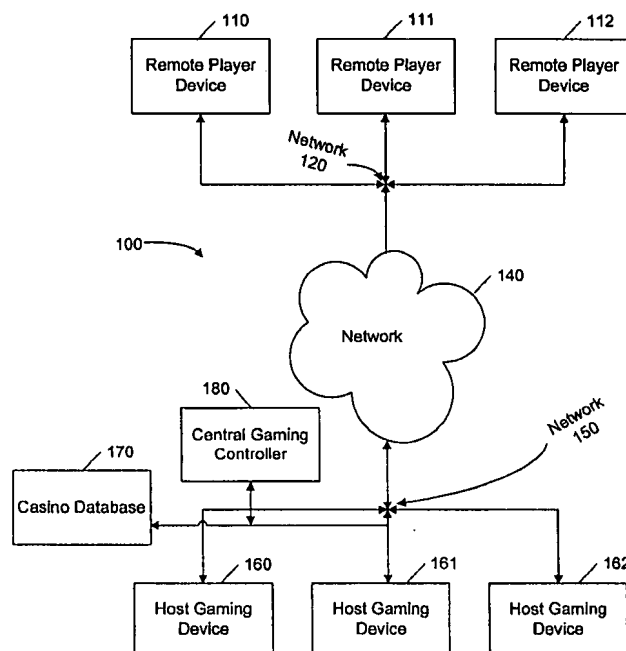 110
111
112
Remote Player
Device
Remote Player
Device
Remote Player
Device
Network
120
100
140
Network
180
Central Gaming
Controller
170
Casino Database
Network
150
160
161
162
Host Gaming
Device
Host Gaming
Device
Host Gaming
Device